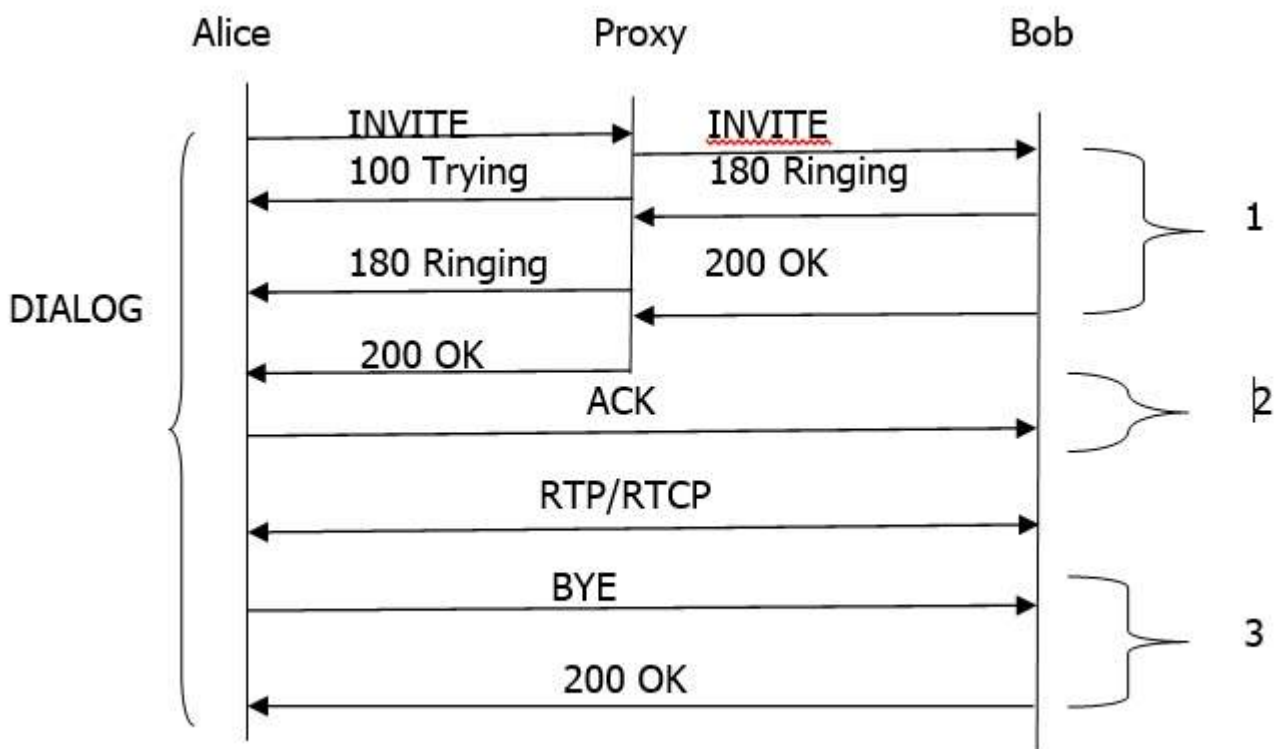 Alice Proxy Bob
INVITE INVITE
100 Trying 180 Ringing
1
180 Ringing 200 OK
DIALOG
200 OK
ACK 2
RTP/RTCP
BYE
3
200 OK